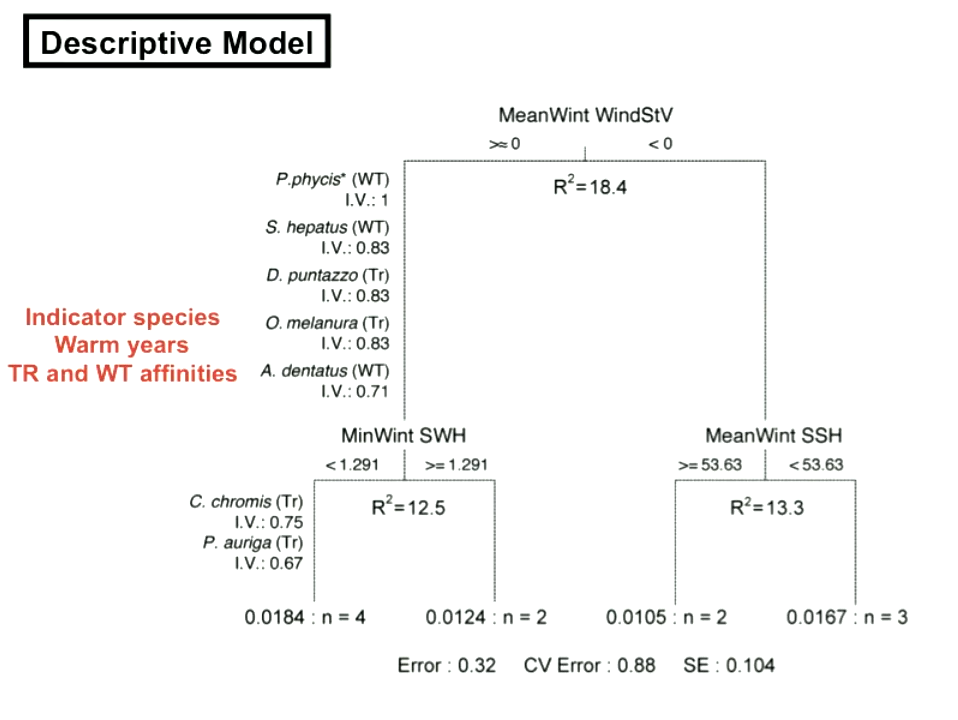 Descriptive Model
MeanWint WindStV
>= 0 < 0
R²=18.4
P.phycis* (WT)
I.V.: 1
S. hepatus (WT)
I.V.: 0.83
D. puntazzo (Tr)
I.V.: 0.83
O. melanura (Tr)
I.V.: 0.83
A. dentatus (WT)
I.V.: 0.71
Indicator species
Warm years
TR and WT affinities
MinWint SWH
< 1.291 >= 1.291
R²=12.5
MeanWint SSH
>= 53.63 < 53.63
R²=13.3
C. chromis (Tr)
I.V.: 0.75
P. auriga (Tr)
I.V.: 0.67
0.0184 : n = 4 0.0124 : n = 2 0.0105 : n = 2 0.0167 : n = 3
Error : 0.32 CV Error : 0.88 SE : 0.104